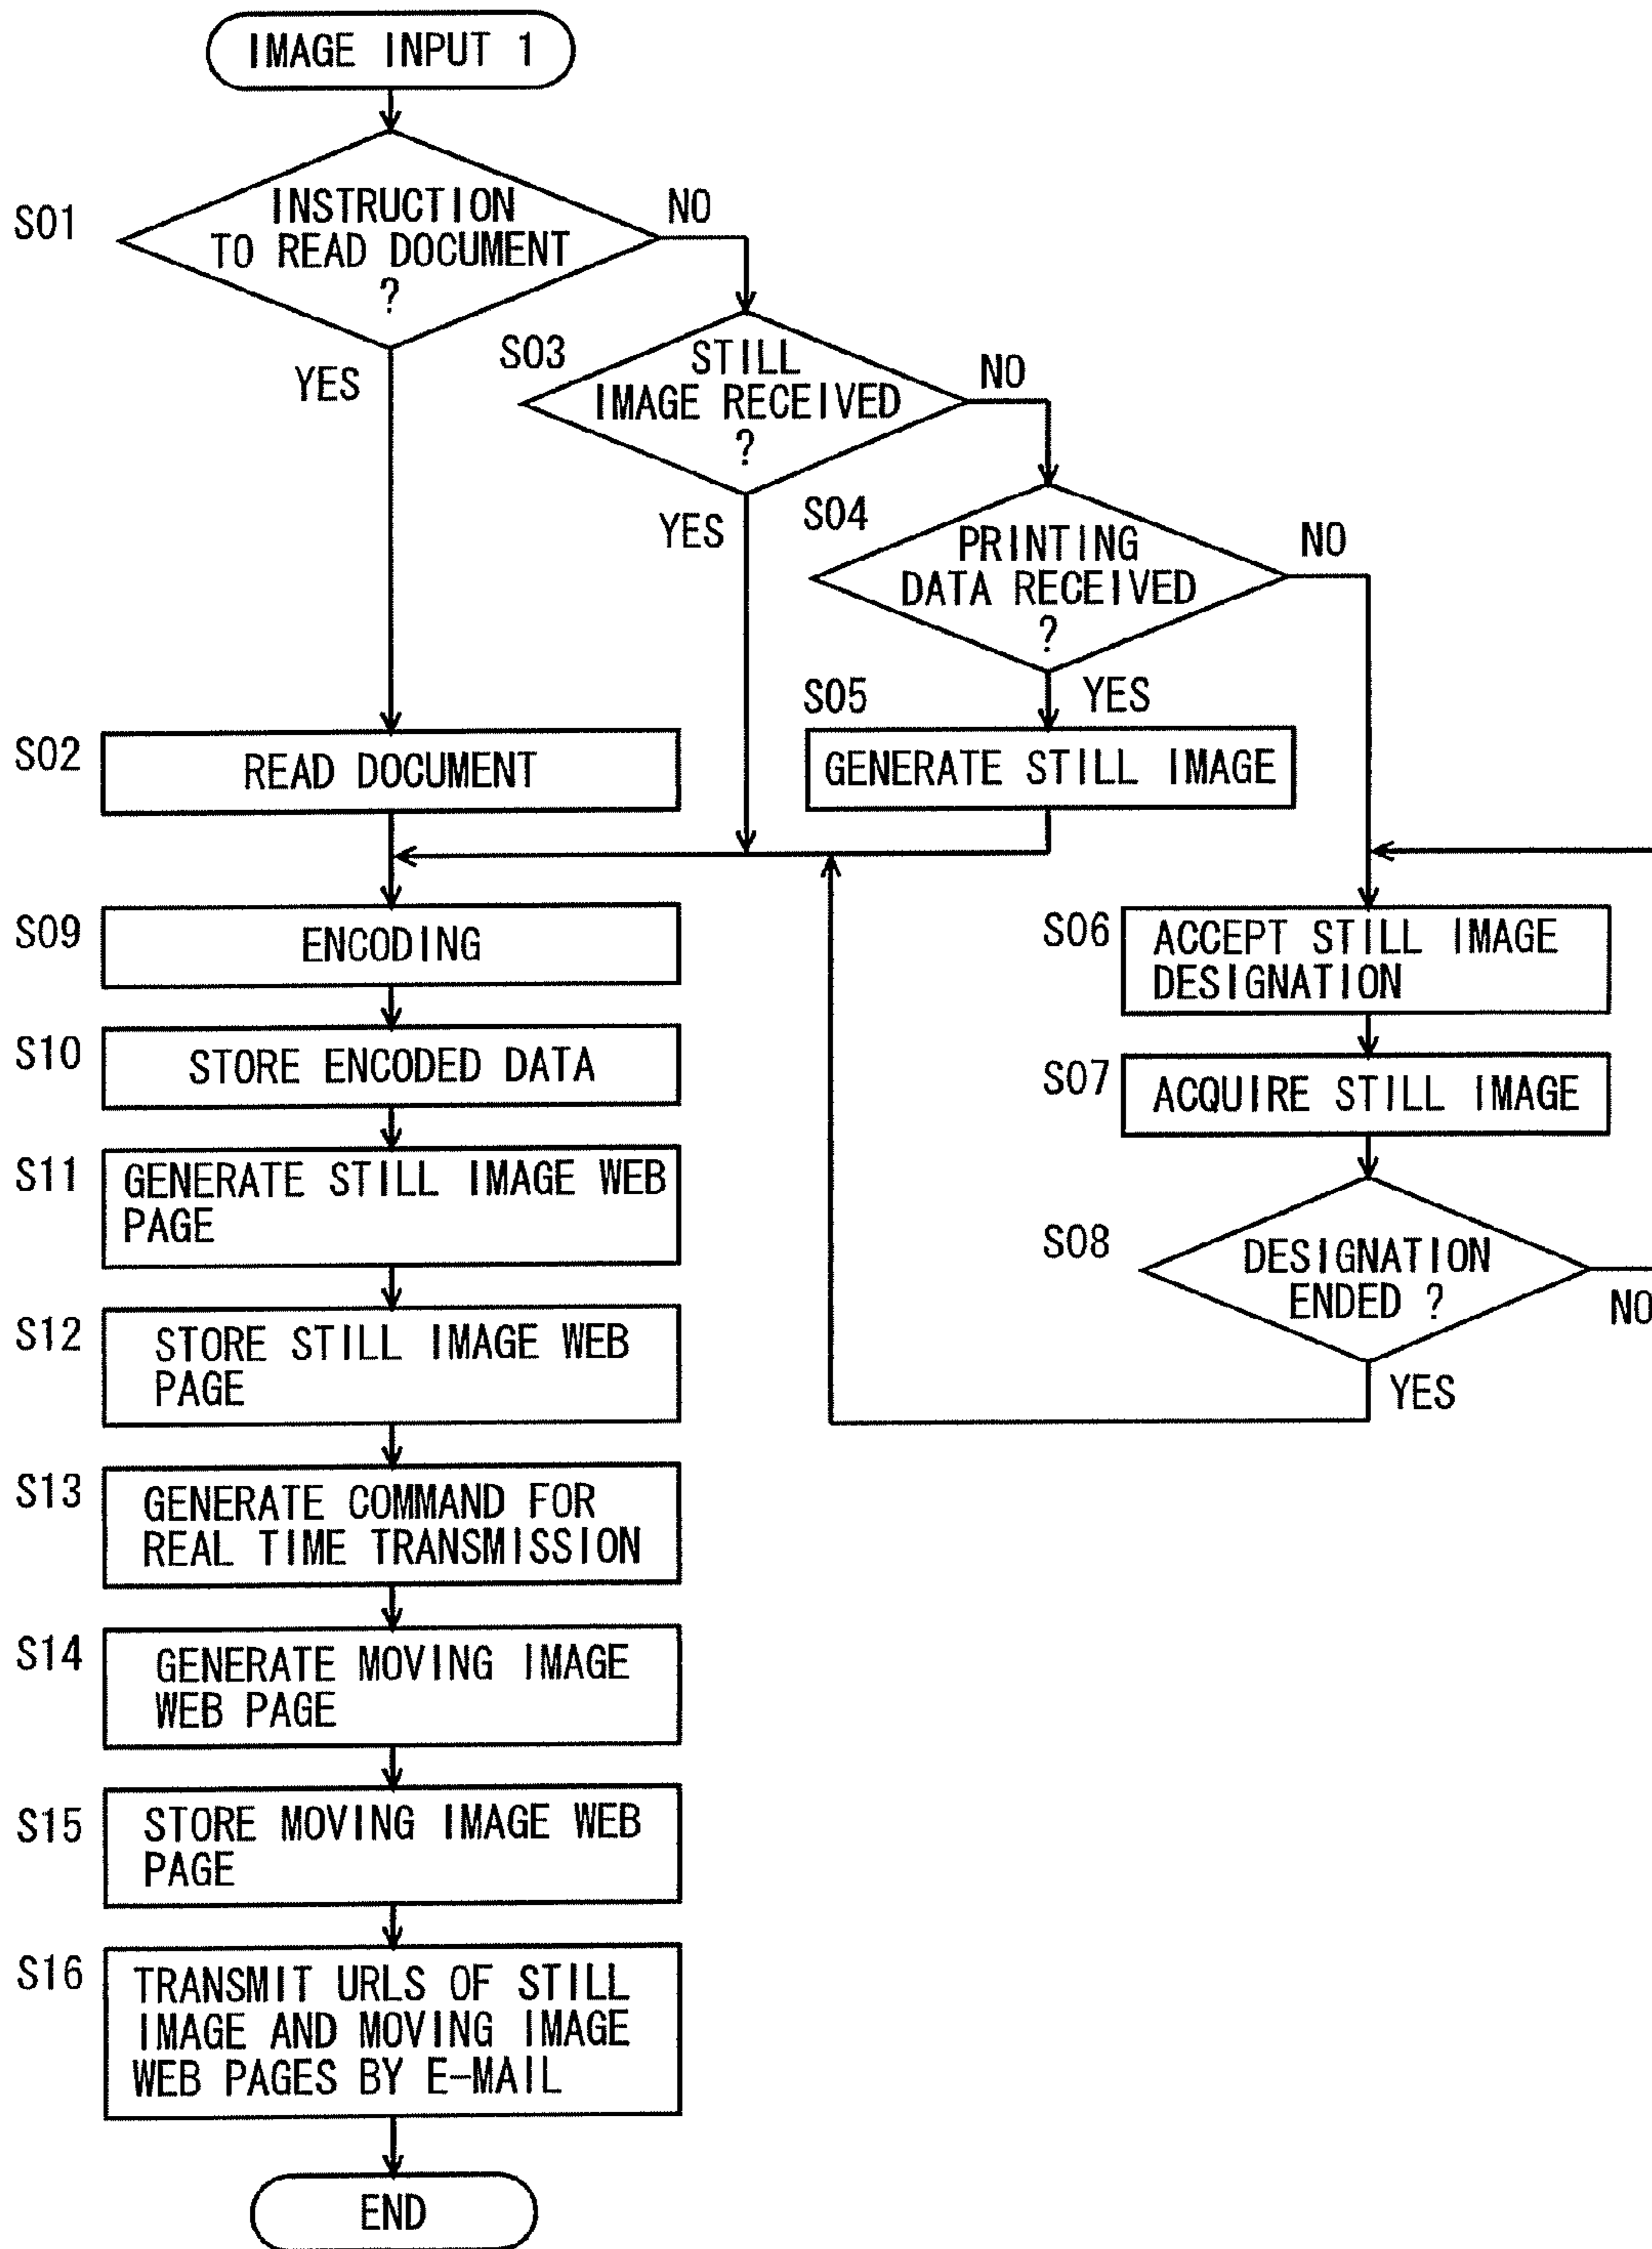 IMAGE INPUT 1
S01
INSTRUCTION
TO READ DOCUMENT
?
NO
YES
S03
STILL
IMAGE RECEIVED
?
NO
YES
S04
PRINTING
DATA RECEIVED
?
NO
YES
S05
GENERATE STILL IMAGE
S02
READ DOCUMENT
S06
ACCEPT STILL IMAGE
DESIGNATION
S07
ACQUIRE STILL IMAGE
S08
DESIGNATION
ENDED ?
NO
YES
S09
ENCODING
S10
STORE ENCODED DATA
S11
GENERATE STILL IMAGE WEB
PAGE
S12
STORE STILL IMAGE WEB
PAGE
S13
GENERATE COMMAND FOR
REAL TIME TRANSMISSION
S14
GENERATE MOVING IMAGE
WEB PAGE
S15
STORE MOVING IMAGE WEB
PAGE
S16
TRANSMIT URLS OF STILL
IMAGE AND MOVING IMAGE
WEB PAGES BY E-MAIL
END